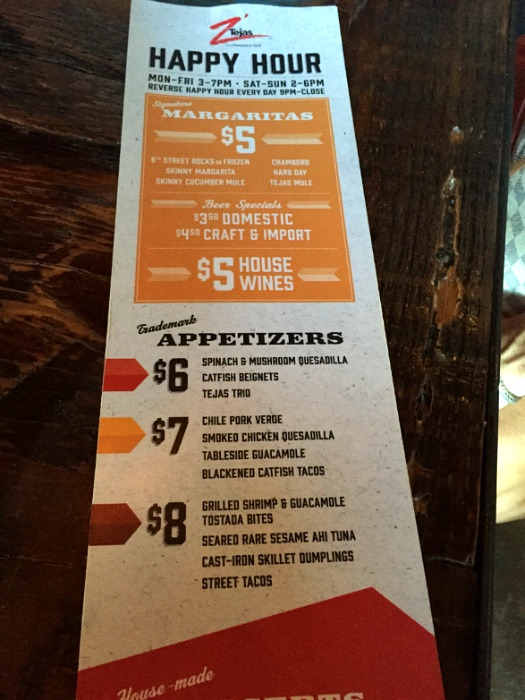 Z'Tejas
HAPPY HOUR
MON-FRI 3-7PM • SAT-SUN 2-6PM
REVERSE HAPPY HOUR EVERY DAY 9PM-CLOSE
Signature
MARGARITAS
$5
6TH STREET ROCKS OR FROZEN
SKINNY MARGARITA
SKINNY CUCUMBER MULE
CHAMBORD
HARD DAY
TEJAS MULE
Beer Specials
$350 DOMESTIC
$450 CRAFT & IMPORT
$5 HOUSE
WINES
Trademark
APPETIZERS
$6
SPINACH & MUSHROOM QUESADILLA
CATFISH BEIGNETS
TEJAS TRIO
$7
CHILE PORK VERDE
SMOKED CHICKEN QUESADILLA
TABLESIDE GUACAMOLE
BLACKENED CATFISH TACOS
$8
GRILLED SHRIMP & GUACAMOLE
TOSTADA BITES
SEARED RARE SESAME AHI TUNA
CAST-IRON SKILLET DUMPLINGS
STREET TACOS
House-made